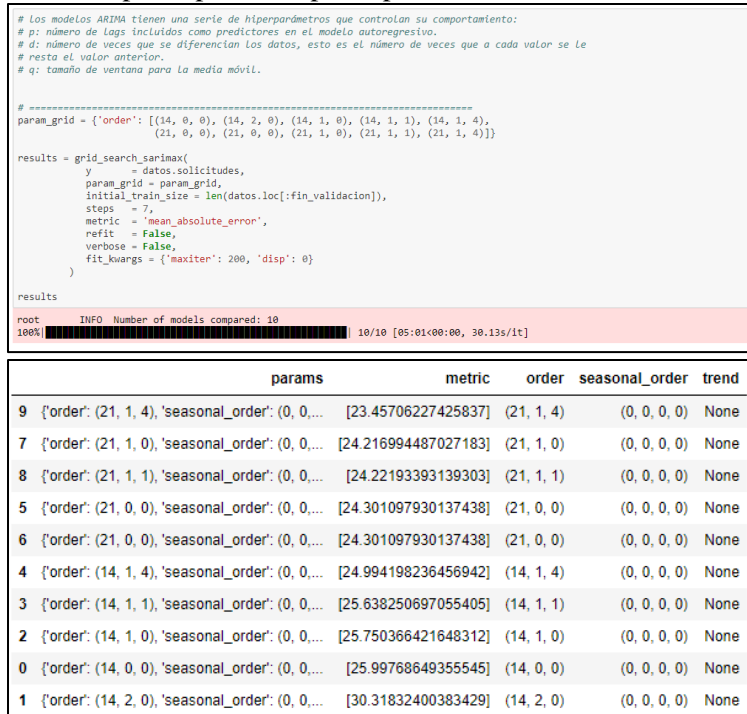 # Los modelos ARIMA tienen una serie de hiperparámetros que controlan su comportamiento:
# p: número de lags incluidos como predictores en el modelo autoregresivo.
# d: número de veces que se diferencian los datos, esto es el número de veces que a cada valor se le
# resta el valor anterior.
# q: tamaño de ventana para la media móvil.
# ==============================================================================
param_grid = {'order': [(14, 0, 0), (14, 2, 0), (14, 1, 0), (14, 1, 1), (14, 1, 4),
(21, 0, 0), (21, 0, 0), (21, 1, 0), (21, 1, 1), (21, 1, 4)]}
results = grid_search_sarimax(
y = datos.solicitudes,
param_grid = param_grid,
initial_train_size = len(datos.loc[:fin_validacion]),
steps = 7,
metric = 'mean_absolute_error',
refit = False,
verbose = False,
fit_kwargs = {'maxiter': 200, 'disp': 0}
)
results
root INFO Number of models compared: 10
100%| | 10/10 [05:01<00:00, 30.13s/it]
params metric order seasonal_order trend
9 {'order': (21, 1, 4), 'seasonal_order': (0, 0,... [23.45706227425837] (21, 1, 4) (0, 0, 0, 0) None
7 {'order': (21, 1, 0), 'seasonal_order': (0, 0,... [24.216994487027183] (21, 1, 0) (0, 0, 0, 0) None
8 {'order': (21, 1, 1), 'seasonal_order': (0, 0,... [24.22193393139303] (21, 1, 1) (0, 0, 0, 0) None
5 {'order': (21, 0, 0), 'seasonal_order': (0, 0,... [24.301097930137438] (21, 0, 0) (0, 0, 0, 0) None
6 {'order': (21, 0, 0), 'seasonal_order': (0, 0,... [24.301097930137438] (21, 0, 0) (0, 0, 0, 0) None
4 {'order': (14, 1, 4), 'seasonal_order': (0, 0,... [24.994198236456942] (14, 1, 4) (0, 0, 0, 0) None
3 {'order': (14, 1, 1), 'seasonal_order': (0, 0,... [25.638250697055405] (14, 1, 1) (0, 0, 0, 0) None
2 {'order': (14, 1, 0), 'seasonal_order': (0, 0,... [25.750366421648312] (14, 1, 0) (0, 0, 0, 0) None
0 {'order': (14, 0, 0), 'seasonal_order': (0, 0,... [25.99768649355545] (14, 0, 0) (0, 0, 0, 0) None
1 {'order': (14, 2, 0), 'seasonal_order': (0, 0,... [30.31832400383429] (14, 2, 0) (0, 0, 0, 0) None